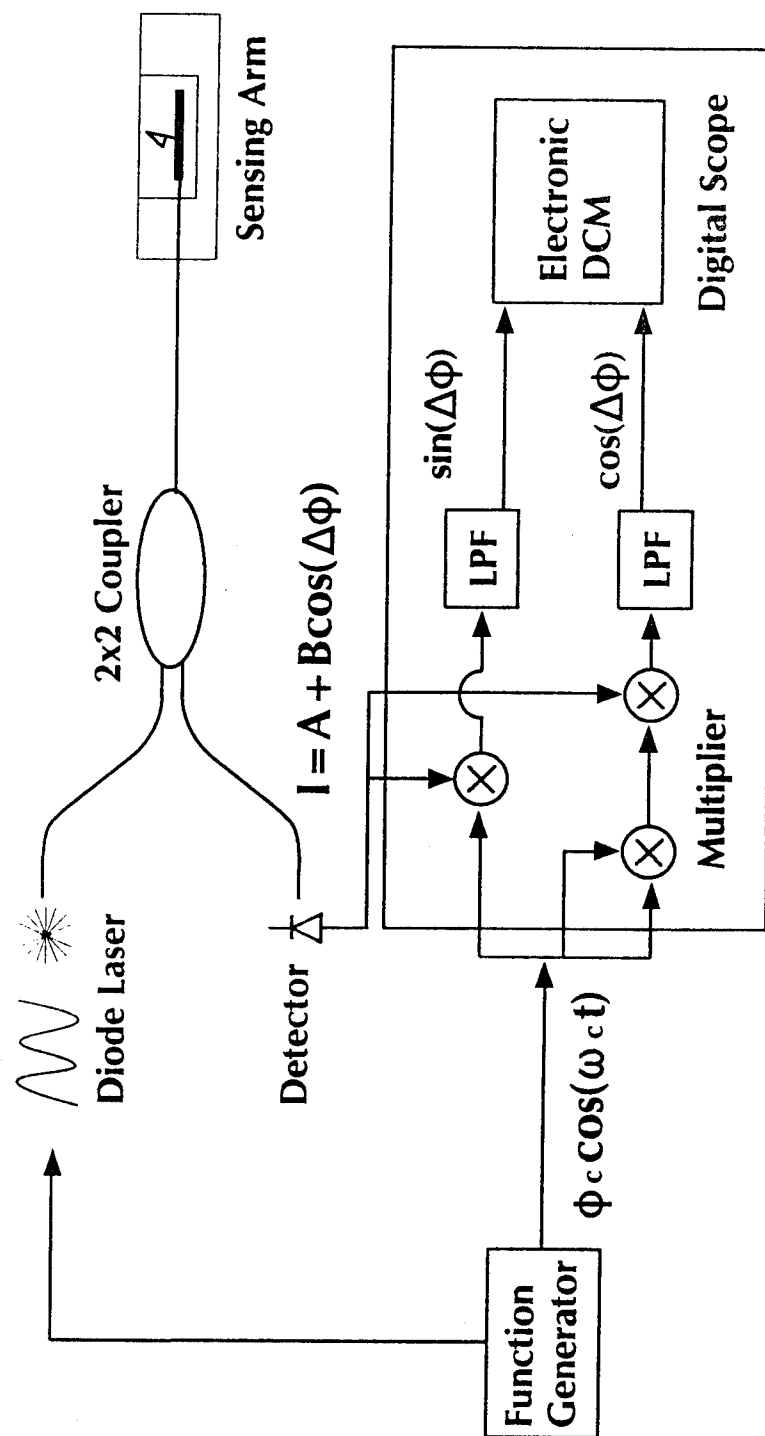 Diode Laser
2x2 Coupler
Sensing Arm
Detector
I = A + Bcos(Δϕ)
Function
Generator
ϕc cos(ωct)
Multiplier
LPF
LPF
sin(Δϕ)
cos(Δϕ)
Electronic
DCM
Digital Scope